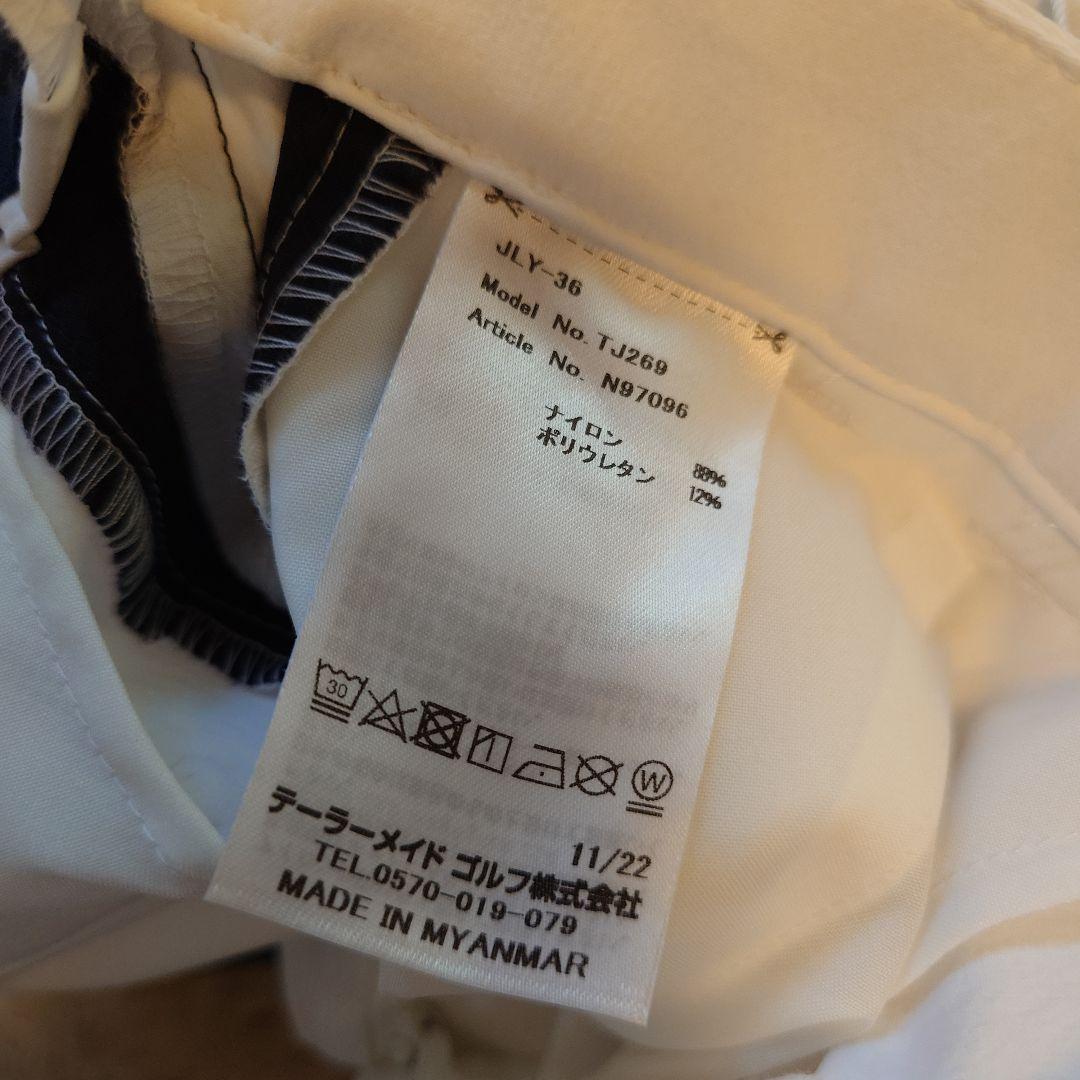 JLY-36
Model No. TJ269
Article No. N97096
ナイロン 88%
ポリウレタン 12%
30
W
11/22
テーラーメイド ゴルフ株式会社
TEL.0570-019-079
MADE IN MYANMAR